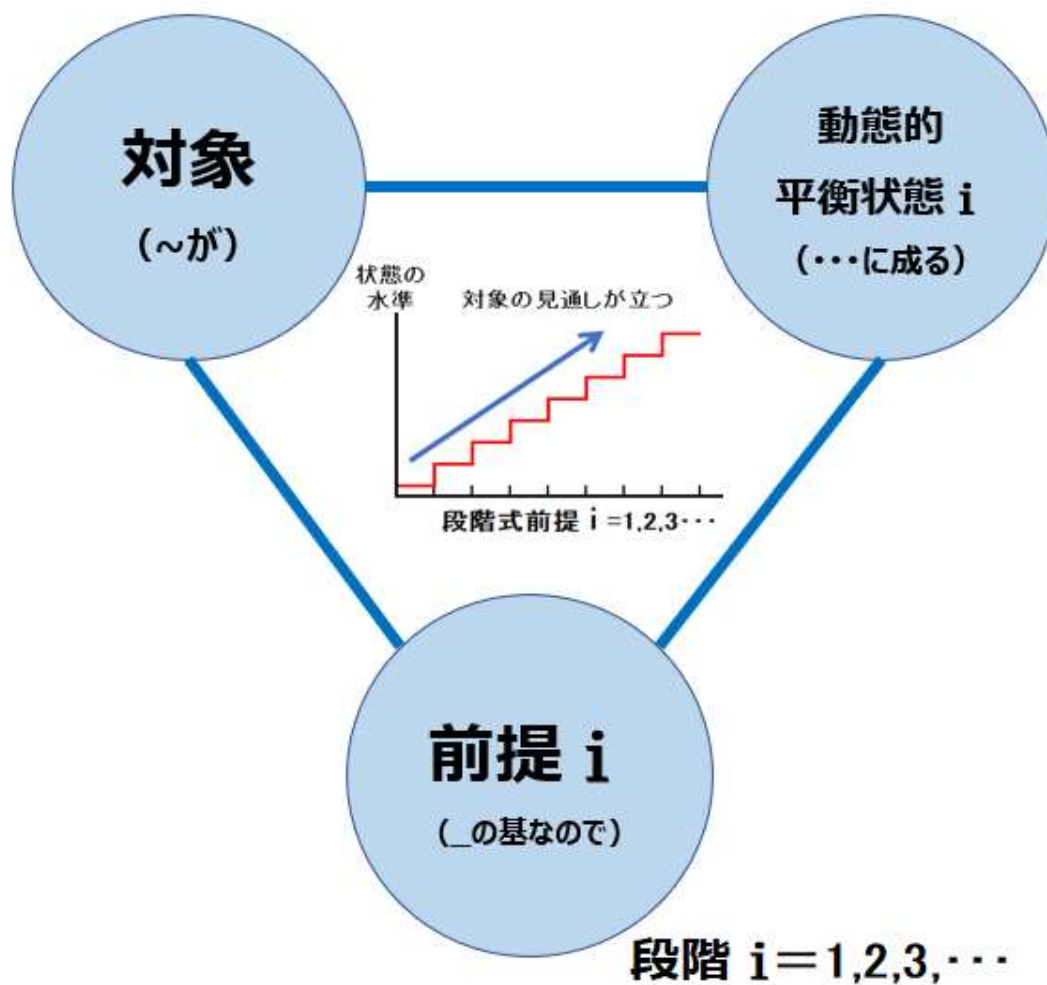 対象
（~が）
動態的
平衡状態 i
（･･･に成る）
状態の
水準
対象の見通しが立つ
段階式前提 i =1,2,3･･･
前提 i
（_の基なので）
段階 i＝1,2,3,･･･